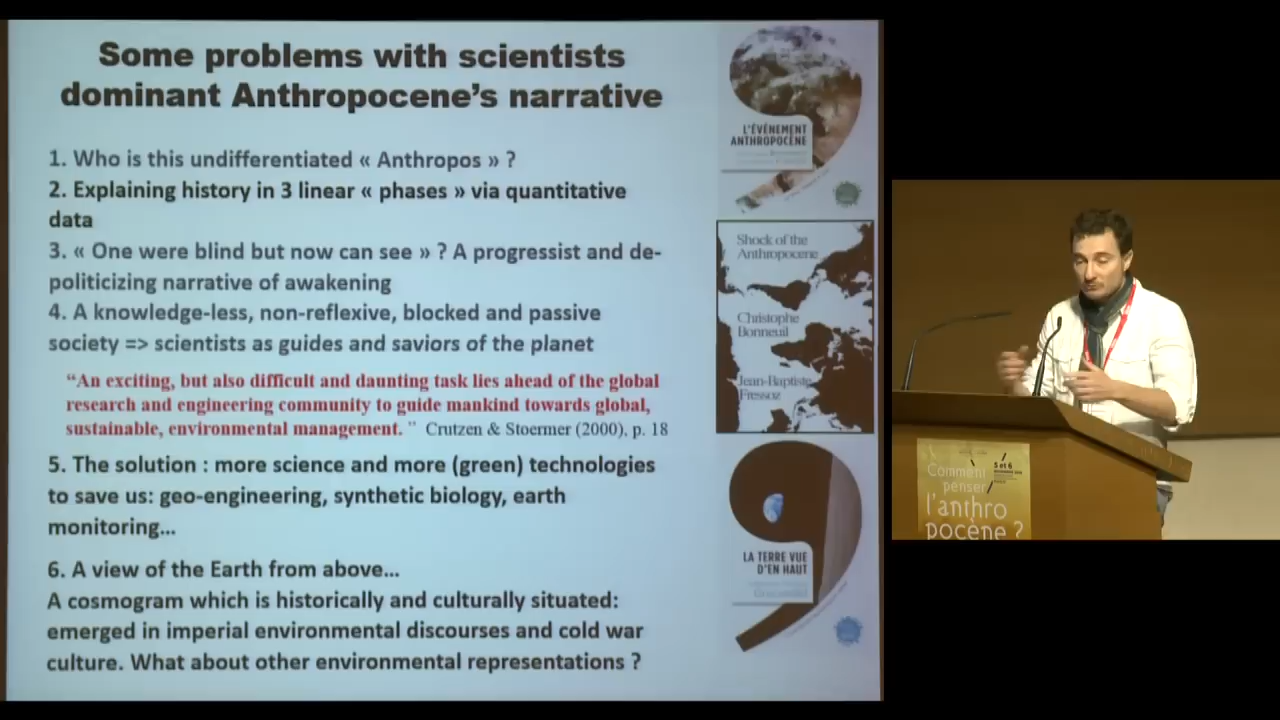 Some problems with scientists
dominant Anthropocene's narrative
1. Who is this undifferentiated « Anthropos » ?
2. Explaining history in 3 linear « phases » via quantitative
data
3. « One were blind but now can see » ? A progressist and de-
politicizing narrative of awakening
4. A knowledge-less, non-reflexive, blocked and passive
society => scientists as guides and saviors of the planet
“An exciting, but also difficult and daunting task lies ahead of the global
research and engineering community to guide mankind towards global,
sustainable, environmental management. ” Crutzen & Stoermer (2000), p. 18
5. The solution : more science and more (green) technologies
to save us: geo-engineering, synthetic biology, earth
monitoring...
6. A view of the Earth from above...
A cosmogram which is historically and culturally situated:
emerged in imperial environmental discourses and cold war
culture. What about other environmental representations ?
L'ÉVÉNEMENT
ANTHROPOCÈNE
Shock of the
Anthropocene
Christophe
Bonneuil
Jean-Baptiste
Fressoz
LA TERRE VUE
D'EN HAUT
Comment
penser
l'anthro
pocène ?
5 et 6